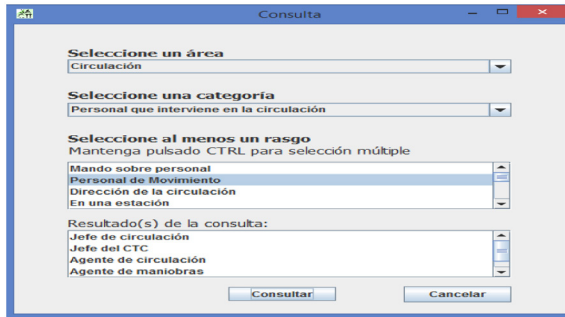 Consulta
Seleccione un área
Circulación
Seleccione una categoría
Personal que interviene en la circulación
Seleccione al menos un rasgo
Mantenga pulsado CTRL para selección múltiple
Mando sobre personal
Personal de Movimiento
Dirección de la circulación
En una estación
Resultado(s) de la consulta:
Jefe de circulación
Jefe del CTC
Agente de circulación
Agente de maniobras
Consultar Cancelar